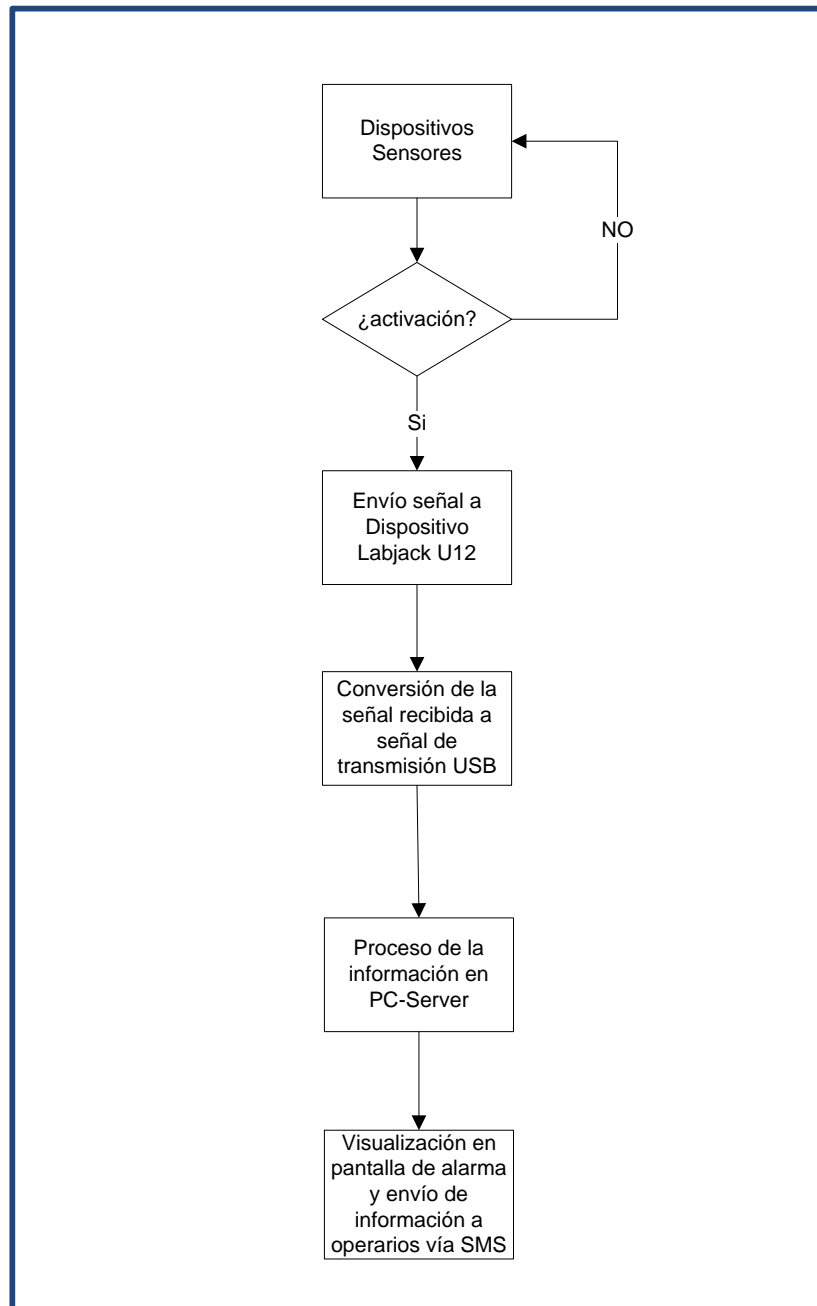 Dispositivos
Sensores
NO
¿activación?
Si
Envío señal a
Dispositivo
Labjack U12
Conversión de la
señal recibida a
señal de
transmisión USB
Proceso de la
información en
PC-Server
Visualización en
pantalla de alarma
y envío de
información a
operarios vía SMS